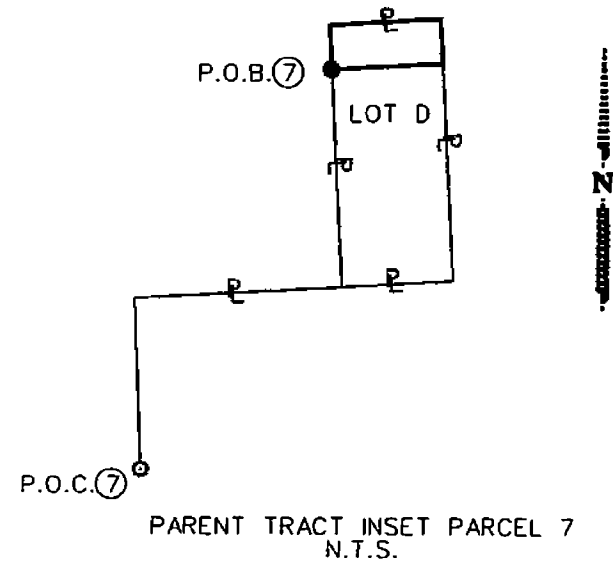 P.O.B. 7
LOT D
N
P.O.C. 7
PARENT TRACT INSET PARCEL 7
N.T.S.